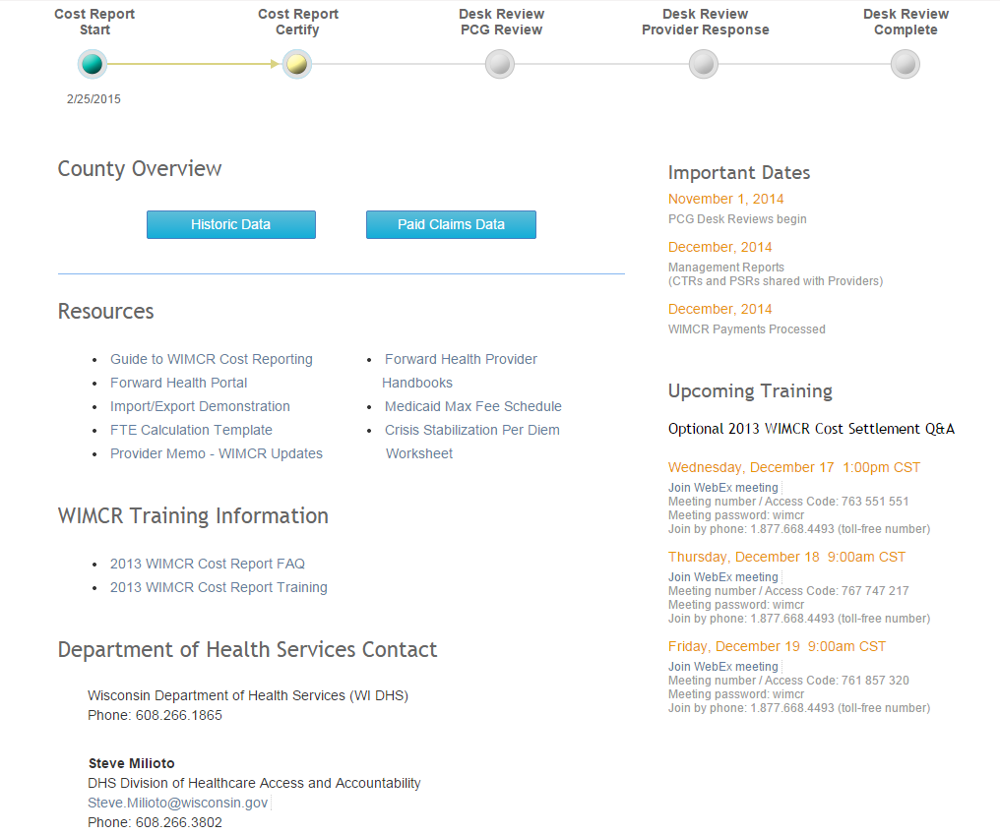 Cost Report
Start
Cost Report
Certify
Desk Review
PCG Review
Desk Review
Provider Response
Desk Review
Complete
2/25/2015
County Overview
Historic Data
Paid Claims Data
Resources
Guide to WIMCR Cost Reporting
Forward Health Portal
Import/Export Demonstration
FTE Calculation Template
Provider Memo - WIMCR Updates
Forward Health Provider
Handbooks
Medicaid Max Fee Schedule
Crisis Stabilization Per Diem
Worksheet
WIMCR Training Information
2013 WIMCR Cost Report FAQ
2013 WIMCR Cost Report Training
Department of Health Services Contact
Wisconsin Department of Health Services (WI DHS)
Phone: 608.266.1865
Steve Milioto
DHS Division of Healthcare Access and Accountability
Steve.Milioto@wisconsin.gov
Phone: 608.266.3802
Important Dates
November 1, 2014
PCG Desk Reviews begin
December, 2014
Management Reports
(CTRs and PSRs shared with Providers)
December, 2014
WIMCR Payments Processed
Upcoming Training
Optional 2013 WIMCR Cost Settlement Q&A
Wednesday, December 17 1:00pm CST
Join WebEx meeting
Meeting number / Access Code: 763 551 551
Meeting password: wimcr
Join by phone: 1.877.668.4493 (toll-free number)
Thursday, December 18 9:00am CST
Join WebEx meeting
Meeting number / Access Code: 767 747 217
Meeting password: wimcr
Join by phone: 1.877.668.4493 (toll-free number)
Friday, December 19 9:00am CST
Join WebEx meeting
Meeting number / Access Code: 761 857 320
Meeting password: wimcr
Join by phone: 1.877.668.4493 (toll-free number)